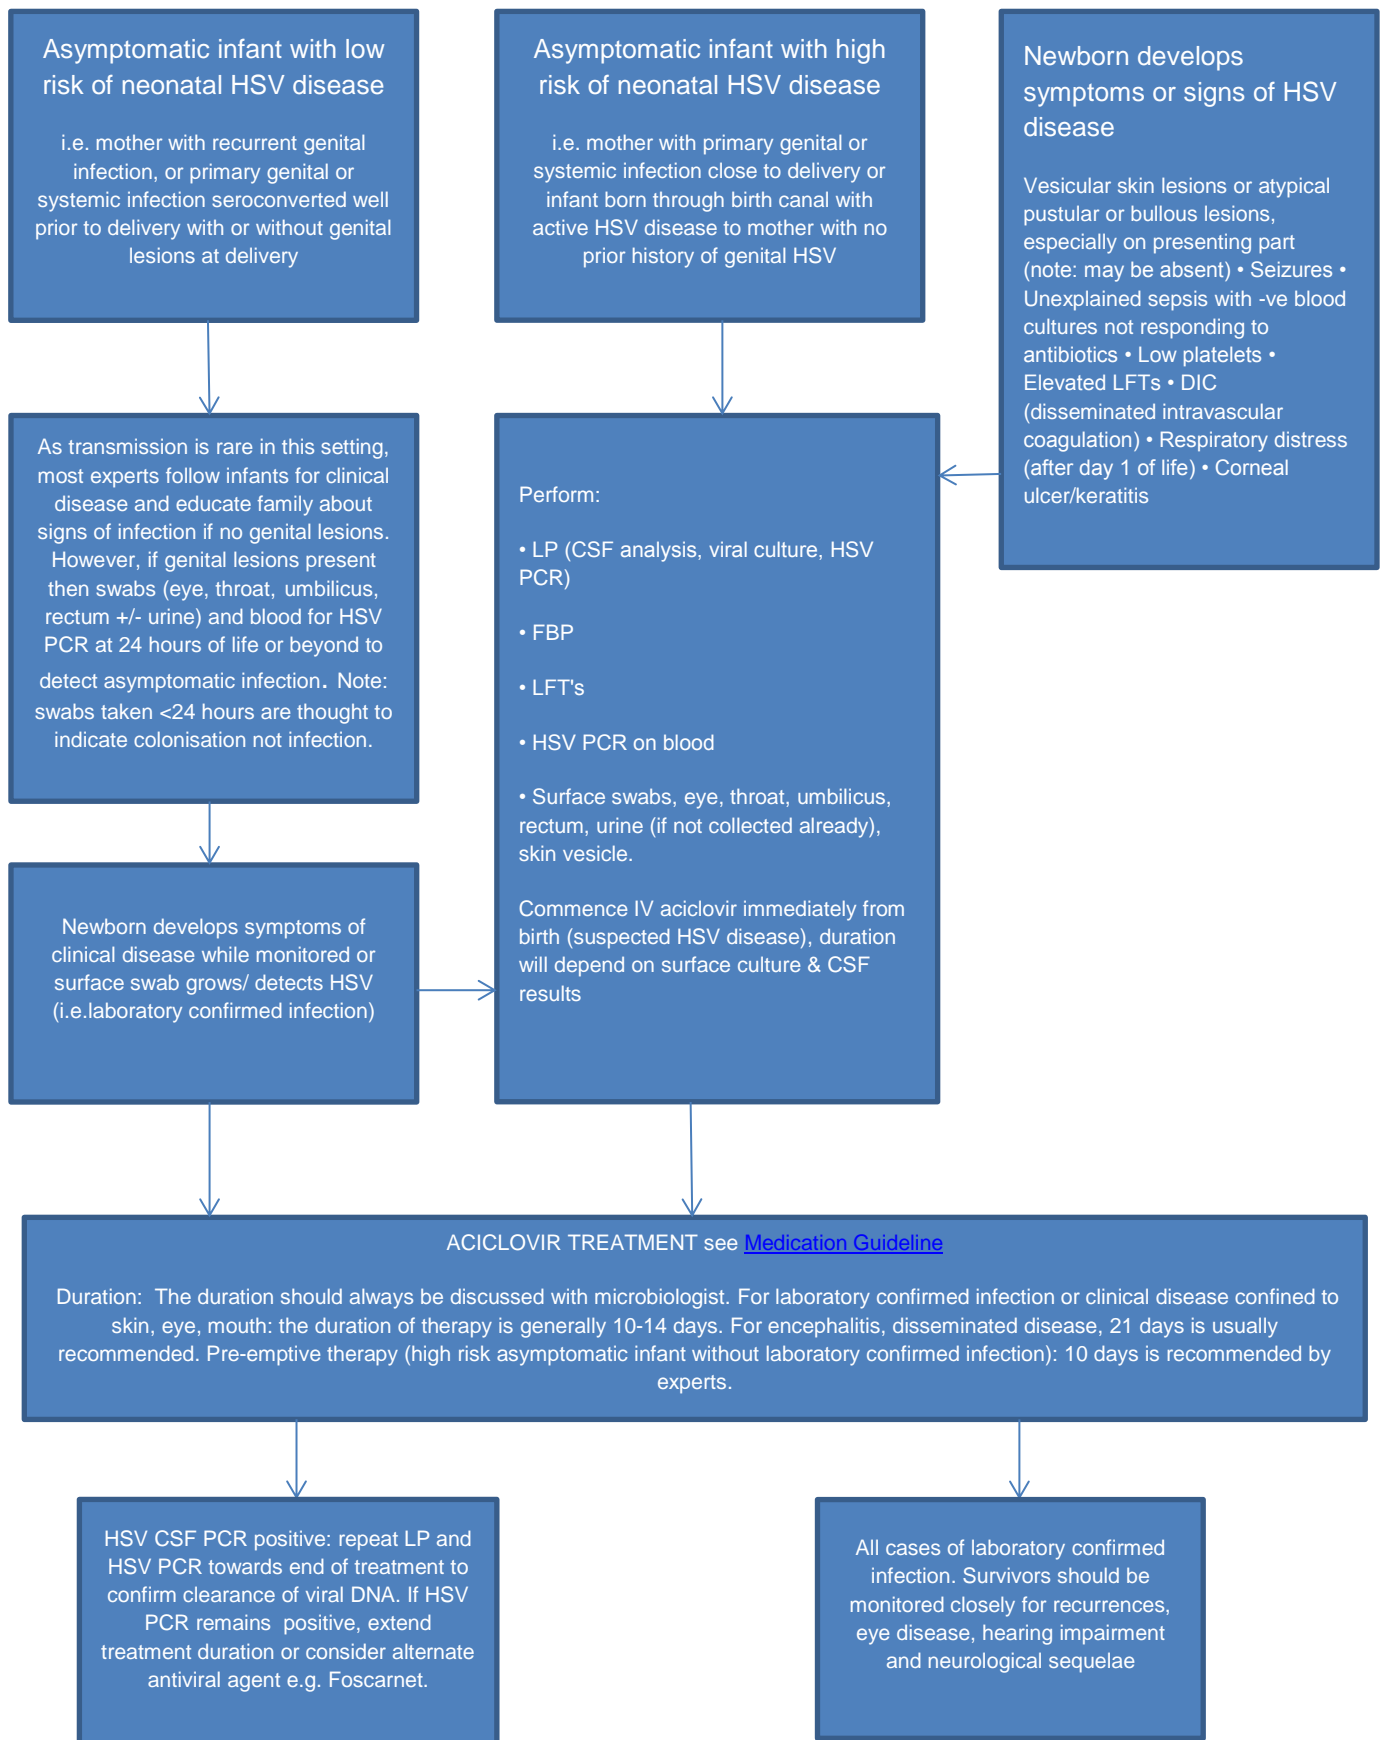 Asymptomatic infant with low
risk of neonatal HSV disease
i.e. mother with recurrent genital
infection, or primary genital or
systemic infection seroconverted well
prior to delivery with or without genital
lesions at delivery
Asymptomatic infant with high
risk of neonatal HSV disease
i.e. mother with primary genital or
systemic infection close to delivery or
infant born through birth canal with
active HSV disease to mother with no
prior history of genital HSV
Newborn develops
symptoms or signs of HSV
disease
Vesicular skin lesions or atypical
pustular or bullous lesions,
especially on presenting part
(note: may be absent) • Seizures •
Unexplained sepsis with -ve blood
cultures not responding to
antibiotics • Low platelets •
Elevated LFTs • DIC
(disseminated intravascular
coagulation) • Respiratory distress
(after day 1 of life) • Corneal
ulcer/keratitis
As transmission is rare in this setting,
most experts follow infants for clinical
disease and educate family about
signs of infection if no genital lesions.
However, if genital lesions present
then swabs (eye, throat, umbilicus,
rectum +/- urine) and blood for HSV
PCR at 24 hours of life or beyond to
detect asymptomatic infection. Note:
swabs taken <24 hours are thought to
indicate colonisation not infection.
Perform:
• LP (CSF analysis, viral culture, HSV
PCR)
• FBP
• LFT's
• HSV PCR on blood
• Surface swabs, eye, throat, umbilicus,
rectum, urine (if not collected already),
skin vesicle.
Commence IV aciclovir immediately from
birth (suspected HSV disease), duration
will depend on surface culture & CSF
results
Newborn develops symptoms of
clinical disease while monitored or
surface swab grows/ detects HSV
(i.e.laboratory confirmed infection)
ACICLOVIR TREATMENT see Medication Guideline
Duration:  The duration should always be discussed with microbiologist. For laboratory confirmed infection or clinical disease confined to
skin, eye, mouth: the duration of therapy is generally 10-14 days. For encephalitis, disseminated disease, 21 days is usually
recommended. Pre-emptive therapy (high risk asymptomatic infant without laboratory confirmed infection): 10 days is recommended by
experts.
HSV CSF PCR positive: repeat LP and
HSV PCR towards end of treatment to
confirm clearance of viral DNA. If HSV
PCR remains  positive, extend
treatment duration or consider alternate
antiviral agent e.g. Foscarnet.
All cases of laboratory confirmed
infection. Survivors should be
monitored closely for recurrences,
eye disease, hearing impairment
and neurological sequelae